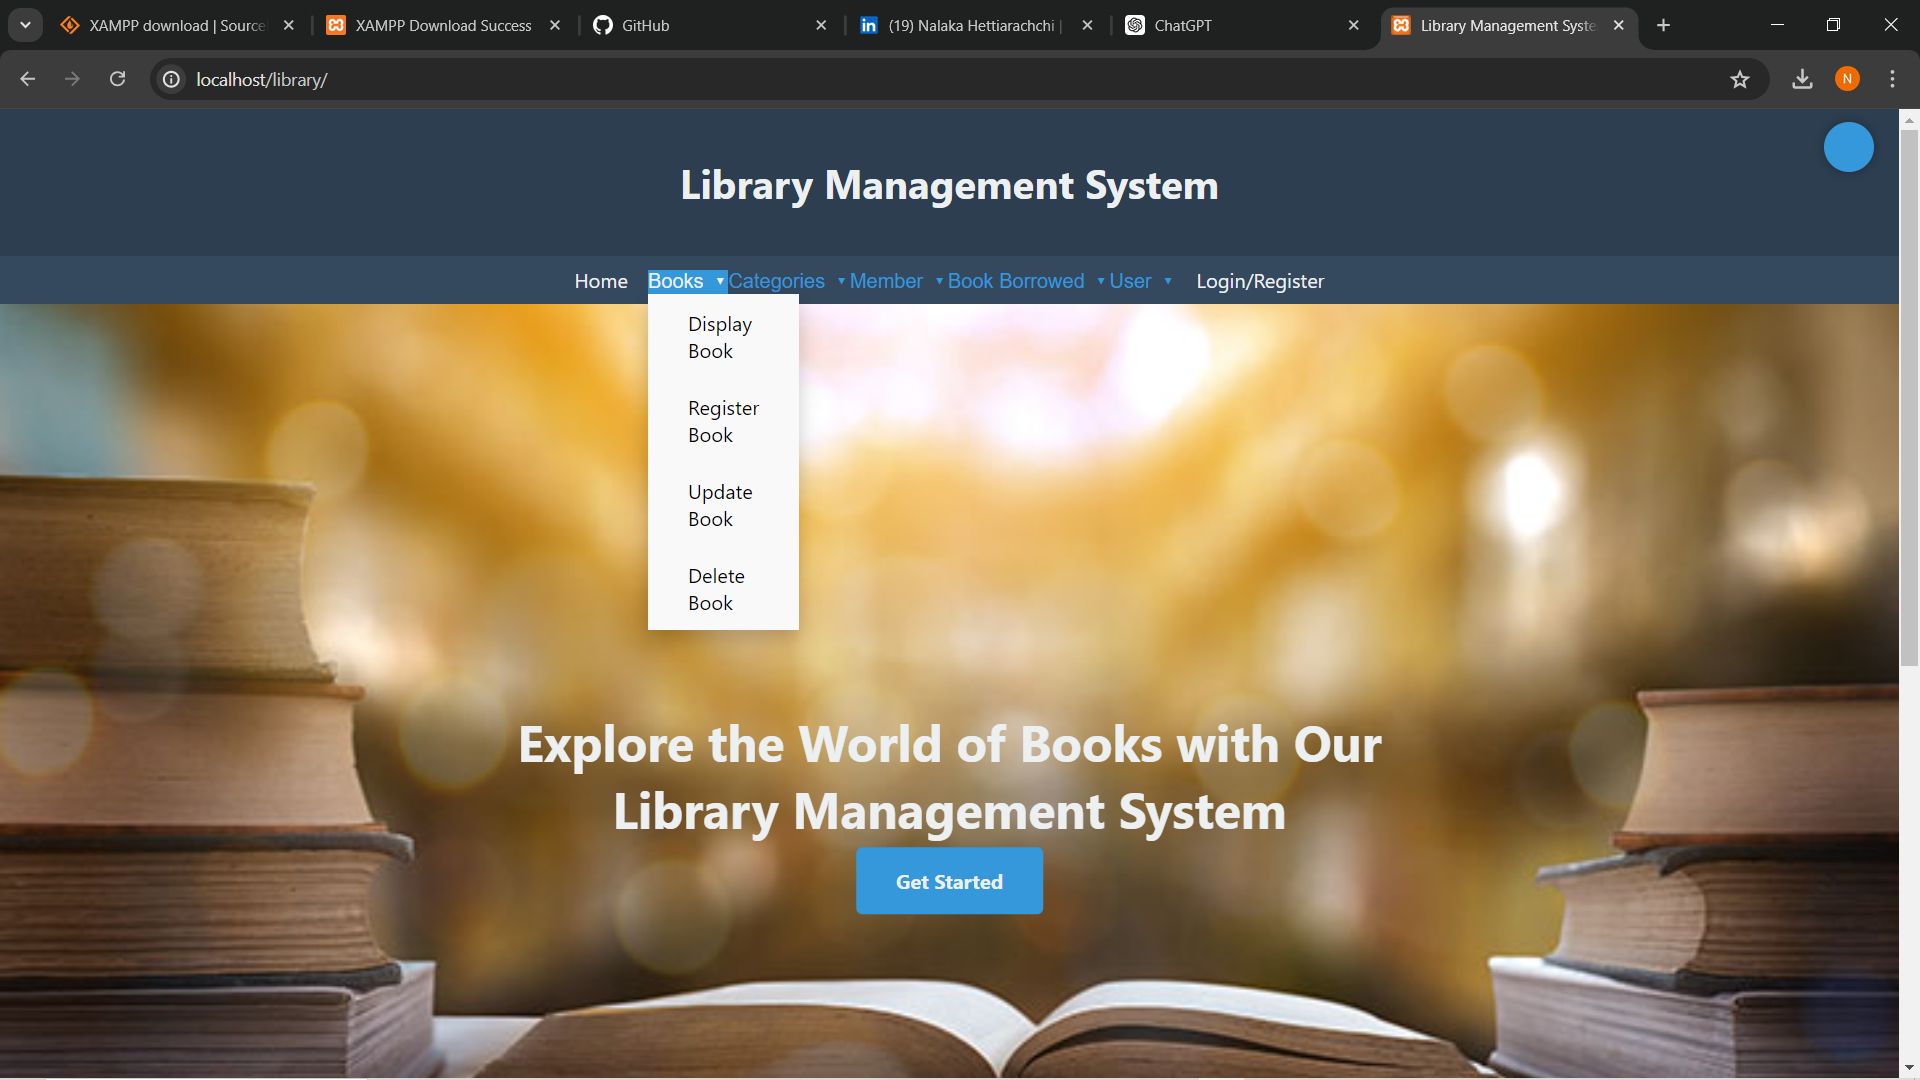 XAMPP download | Source
XAMPP Download Success
GitHub
(19) Nalaka Hettiarachchi |
ChatGPT
Library Management Syste
localhost/library/
N
Library Management System
Home Books ▼ Categories ▼ Member ▼ Book Borrowed ▼ User ▼ Login/Register
Display
Book
Register
Book
Update
Book
Delete
Book
Explore the World of Books with Our
Library Management System
Get Started